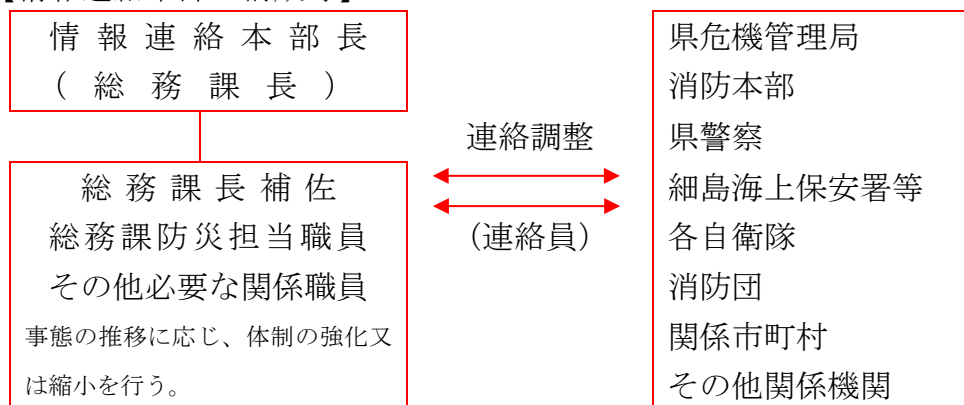 情報連絡本部長
(総務課長)
総務課長補佐
総務課防災担当職員
その他必要な関係職員
事態の推移に応じ、体制の強化又
は縮小を行う。
連絡調整
(連絡員)
県危機管理局
消防本部
県警察
細島海上保安署等
各自衛隊
消防団
関係市町村
その他関係機関